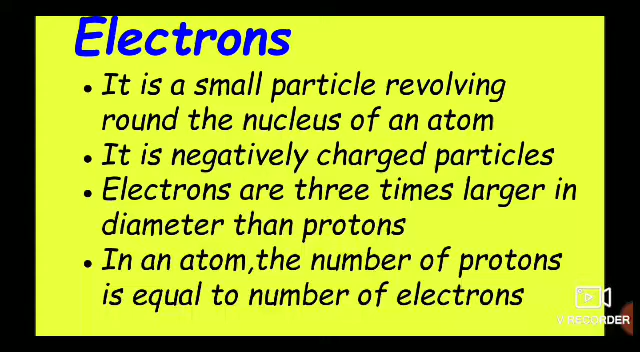 Electrons
• It is a small particle revolving
round the nucleus of an atom
• It is negatively charged particles
• Electrons are three times larger in
diameter than protons
• In an atom,the number of protons
is equal to number of electrons
V RECORDER